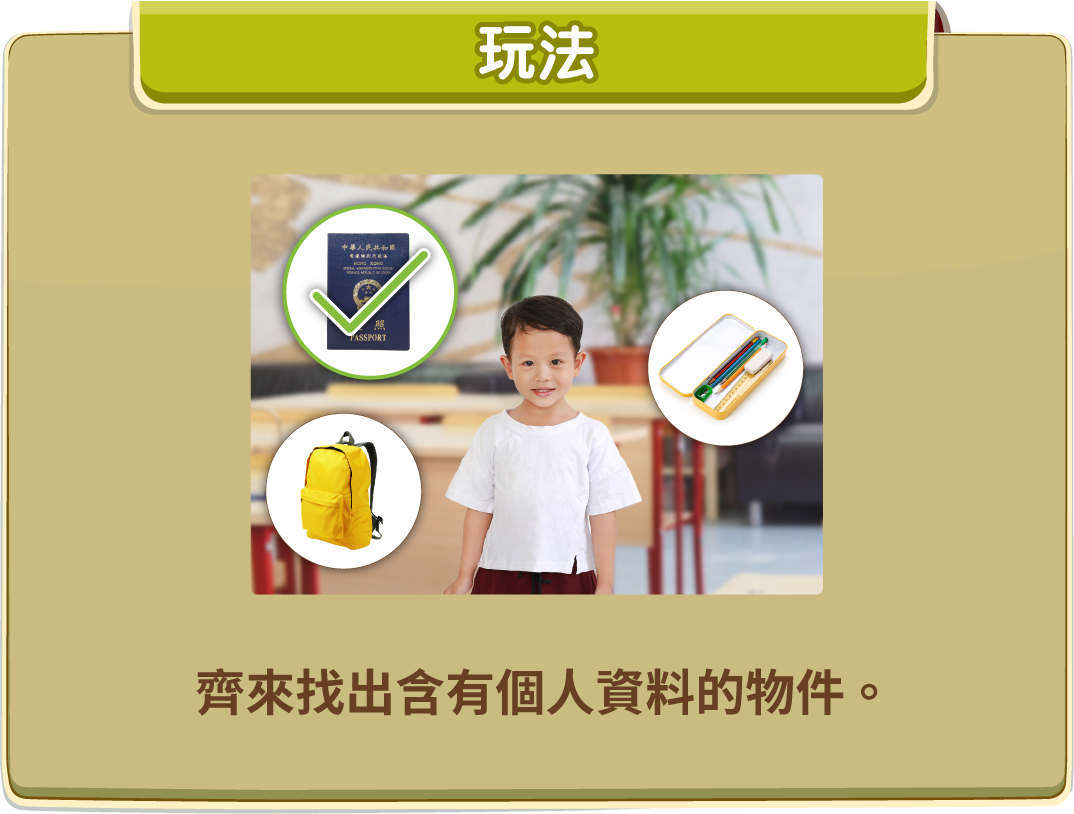 玩法
中華人民共和國
香港特別行政區
HONG KONG
SPECIAL ADMINISTRATIVE REGION
PEOPLE'S REPUBLIC OF CHINA
照
PASSPORT
齊來找出含有個人資料的物件。